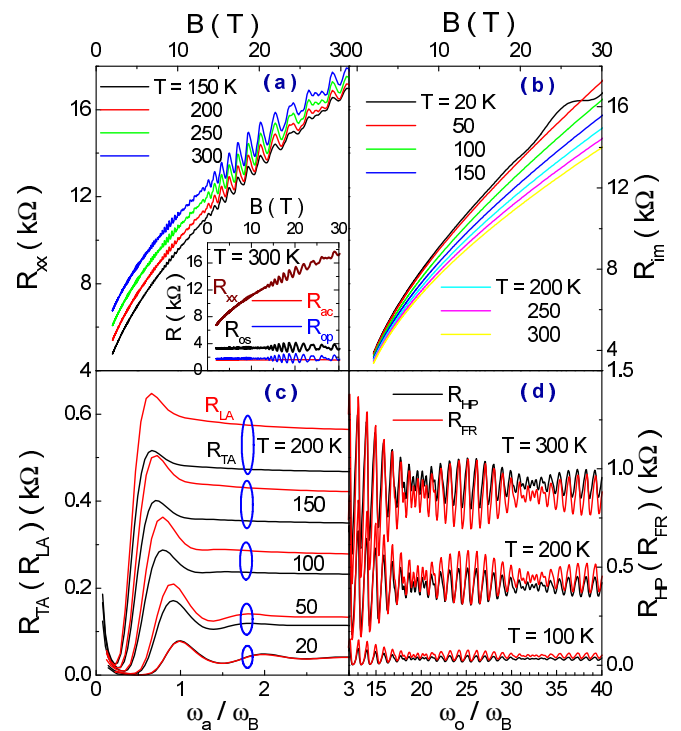 B ( T ) B ( T )
0 10 20 30 0 10 20 30
(a) (b)
T = 150 K
200
250
300
T = 20 K
50
100
150
16
12
8
4
R_xx ( kΩ )
B ( T )
0 10 20 30
T = 300 K
R_xx
R_ac
R_os
R_op
R ( kΩ )
16
12
8
4
0
T = 200 K
250
300
16
12
8
4
R_im ( kΩ )
(c) (d)
R_LA
R_TA
T = 200 K
150
100
50
20
0.6
0.4
0.2
0.0
R_TA ( R_LA ) ( kΩ )
0 1 2 3
ω_a / ω_B
R_HP
R_FR
T = 300 K
T = 200 K
T = 100 K
1.5
1.0
0.5
0.0
R_HP ( R_FR ) ( kΩ )
15 20 25 30 35 40
ω_o / ω_B